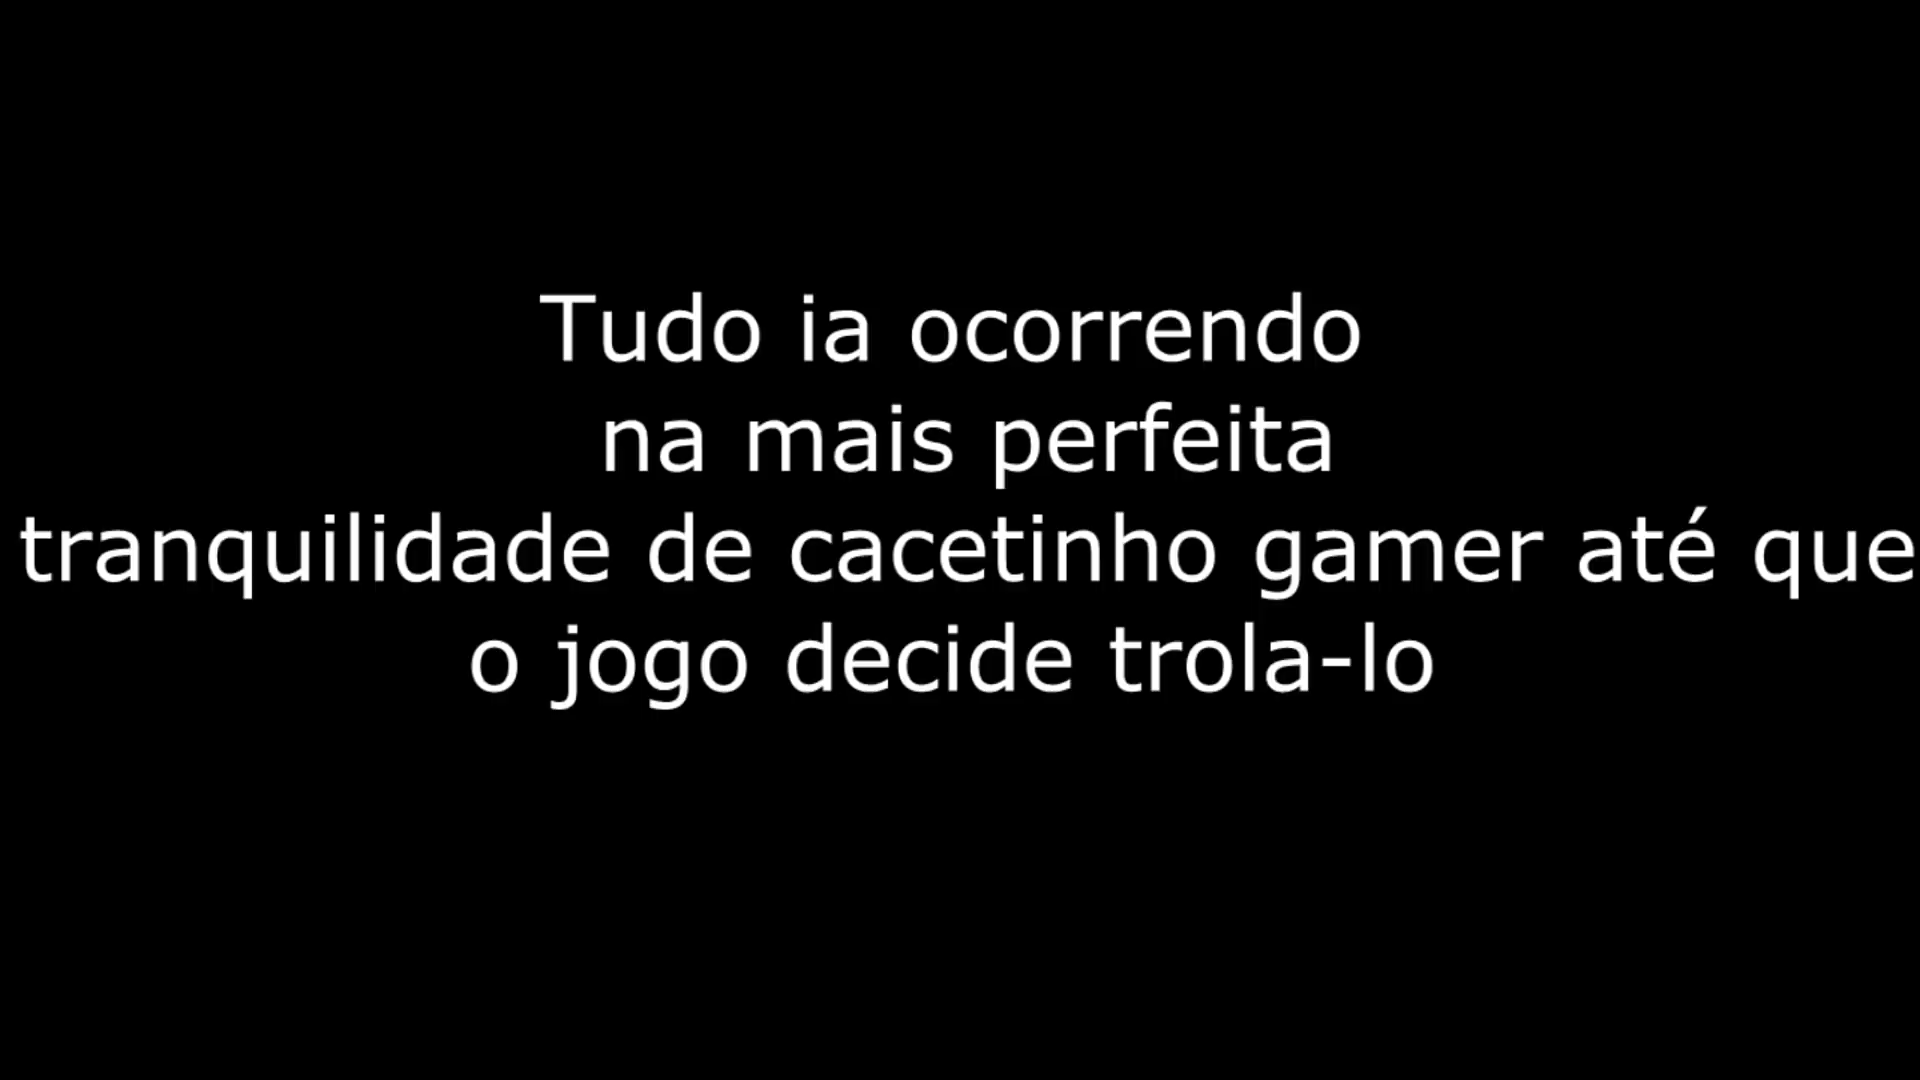 Tudo ia ocorrendo
na mais perfeita
tranquilidade de cacetinho gamer até que
o jogo decide trola-lo